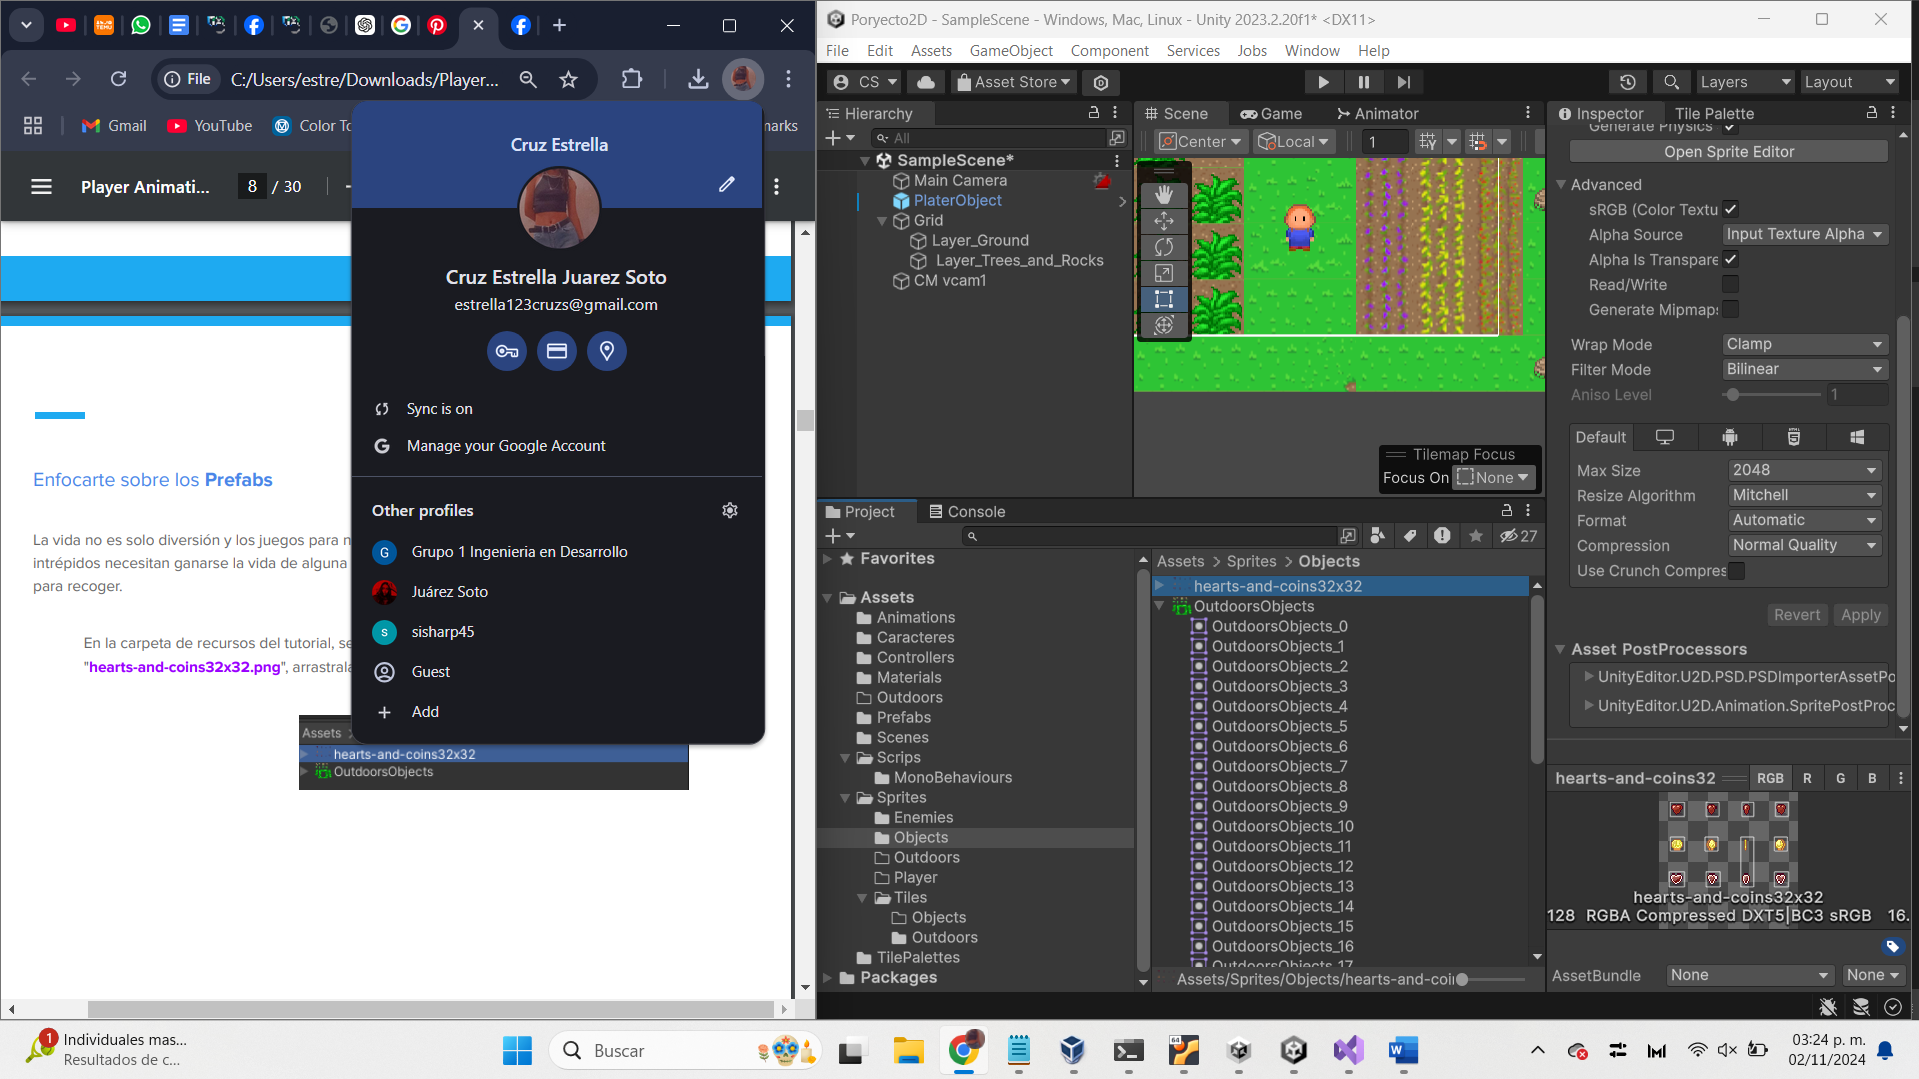 File
C:/Users/estre/Downloads/Player...
Gmail
YouTube
Color To
narks
Player Animati...
8 / 30
Cruz Estrella
Cruz Estrella Juarez Soto
estrella123cruzs@gmail.com
Sync is on
Manage your Google Account
Other profiles
G Grupo 1 Ingenieria en Desarrollo
Juárez Soto
s sisharp45
Guest
Add
Enfocarte sobre los Prefabs
La vida no es solo diversión y los juegos para n
intrépidos necesitan ganarse la vida de alguna
para recoger.
En la carpeta de recursos del tutorial, se
"hearts-and-coins32x32.png", arrastrala
Assets
hearts-and-coins32x32
OutdoorsObjects
Poryecto2D - SampleScene - Windows, Mac, Linux - Unity 2023.2.20f1* <DX11>
File Edit Assets GameObject Component Services Jobs Window Help
CS
Asset Store
Layers
Layout
Hierarchy
All
SampleScene*
Main Camera
PlaterObject
Grid
Layer_Ground
Layer_Trees_and_Rocks
CM vcam1
Scene
Game
Animator
Center
Local
1
Tilemap Focus
Focus On None
Inspector
Tile Palette
Generate Physics
Open Sprite Editor
Advanced
sRGB (Color Textu
Alpha Source Input Texture Alpha
Alpha Is Transpare
Read/Write
Generate Mipmaps
Wrap Mode Clamp
Filter Mode Bilinear
Aniso Level 1
Default
Max Size 2048
Resize Algorithm Mitchell
Format Automatic
Compression Normal Quality
Use Crunch Compres
Revert Apply
Asset PostProcessors
UnityEditor.U2D.PSD.PSDImporterAssetPo
UnityEditor.U2D.Animation.SpritePostProc
hearts-and-coins32 RGB R G B
hearts-and-coins32x32
128 RGBA Compressed DXT5|BC3 sRGB 16.
AssetBundle None None
Project
Console
27
Favorites
Assets
Animations
Caracteres
Controllers
Materials
Outdoors
Prefabs
Scenes
Scrips
MonoBehaviours
Sprites
Enemies
Objects
Outdoors
Player
Tiles
Objects
Outdoors
TilePalettes
Packages
Assets > Sprites > Objects
hearts-and-coins32x32
OutdoorsObjects
OutdoorsObjects_0
OutdoorsObjects_1
OutdoorsObjects_2
OutdoorsObjects_3
OutdoorsObjects_4
OutdoorsObjects_5
OutdoorsObjects_6
OutdoorsObjects_7
OutdoorsObjects_8
OutdoorsObjects_9
OutdoorsObjects_10
OutdoorsObjects_11
OutdoorsObjects_12
OutdoorsObjects_13
OutdoorsObjects_14
OutdoorsObjects_15
OutdoorsObjects_16
OutdoorsObjects_17
Assets/Sprites/Objects/hearts-and-coi
1
Individuales mas...
Resultados de c...
Buscar
64
03:24 p. m.
02/11/2024